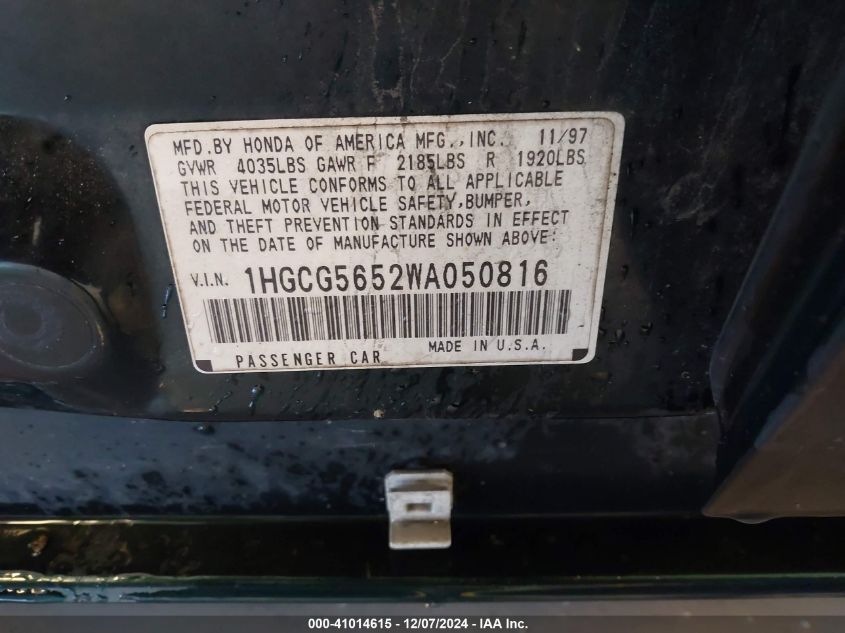 MFD.BY HONDA OF AMERICA MFG.,INC. 11/97
GVWR 4035LBS GAWR F 2185LBS R 1920LBS
THIS VEHICLE CONFORMS TO ALL APPLICABLE
FEDERAL MOTOR VEHICLE SAFETY,BUMPER,
AND THEFT PREVENTION STANDARDS IN EFFECT
ON THE DATE OF MANUFACTURE SHOWN ABOVE:
V.I.N. 1HGCG5652WA050816
PASSENGER CAR MADE IN U.S.A.
000-41014615 - 12/07/2024 - IAA Inc.